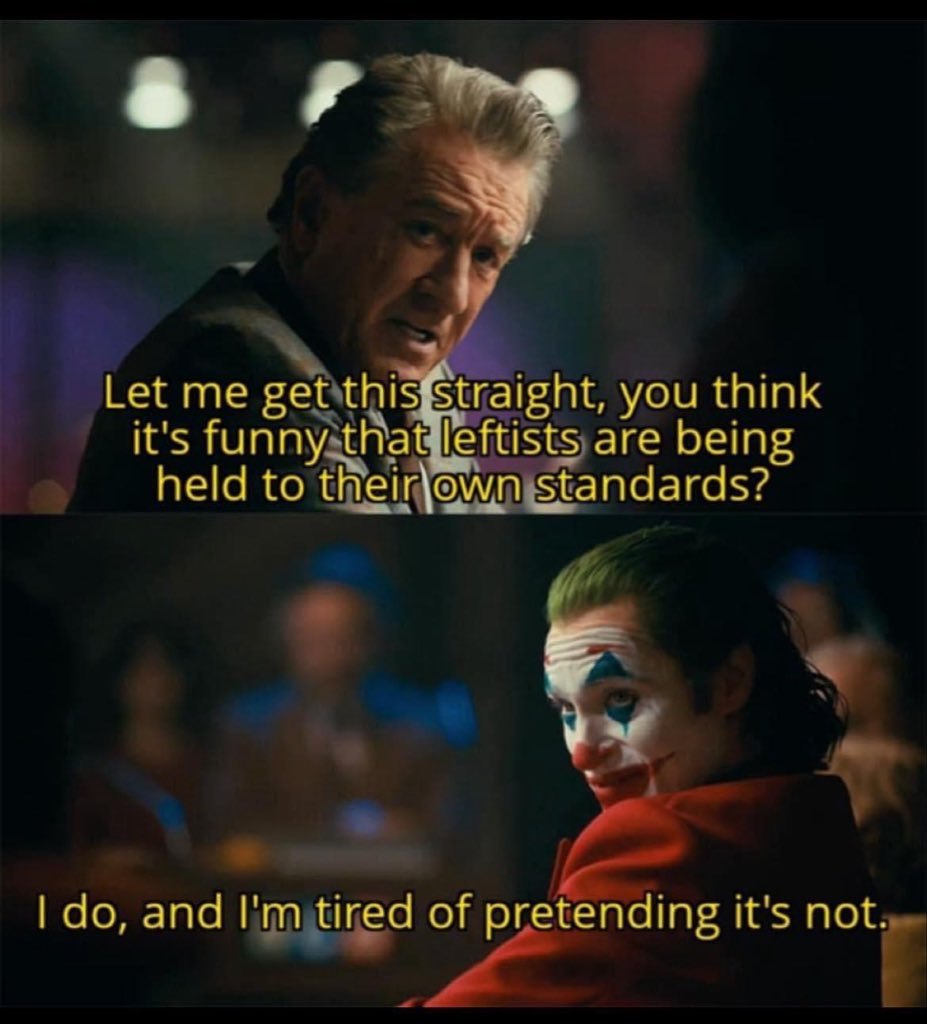 Let me get this straight, you think
it's funny that leftists are being
held to their own standards?
I do, and I'm tired of pretending it's not.